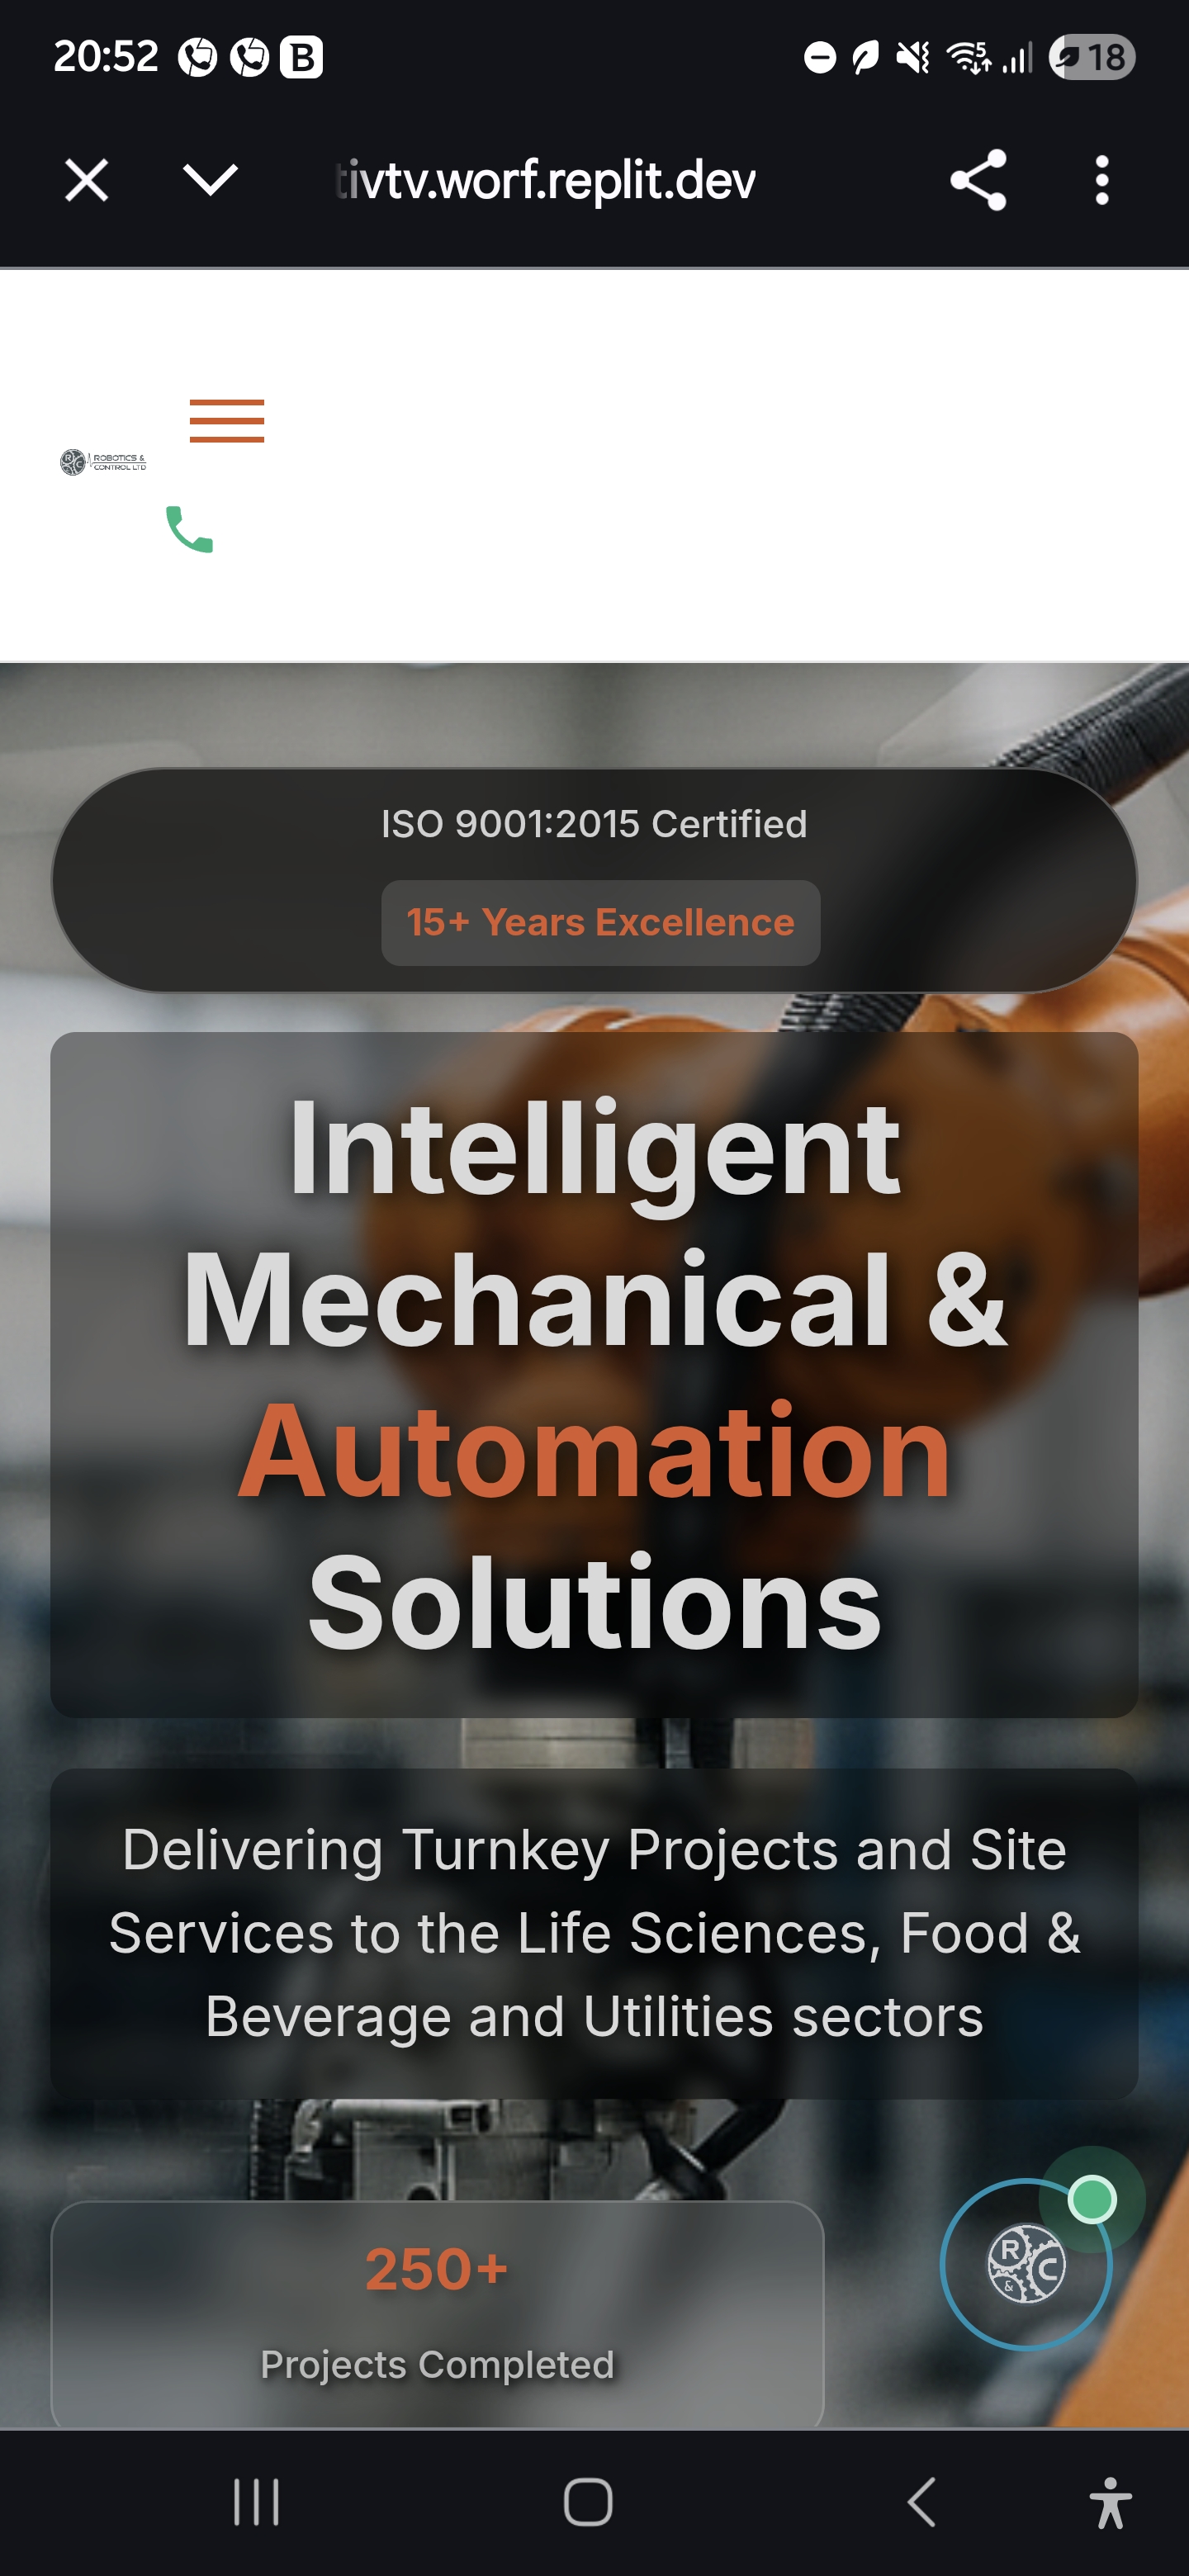 20:52
B
5
18
tivtv.worf.replit.dev
R C
ROBOTICS &
CONTROL LTD
ISO 9001:2015 Certified
15+ Years Excellence
Intelligent
Mechanical &
Automation
Solutions
Delivering Turnkey Projects and Site
Services to the Life Sciences, Food &
Beverage and Utilities sectors
250+
Projects Completed
R
& C